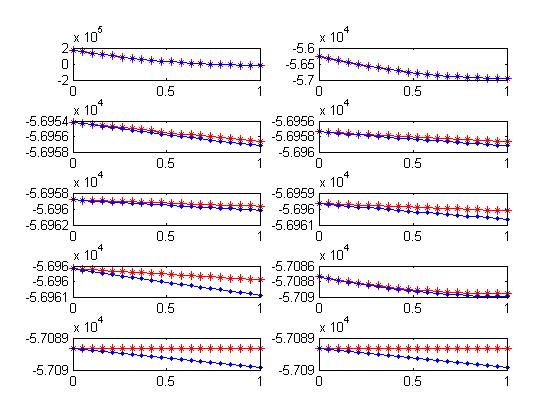 x 10^5
2
0
-2
0 0.5 1
x 10^4
-5.6
-5.65
-5.7
0 0.5 1
x 10^4
-5.6954
-5.6956
-5.6958
0 0.5 1
x 10^4
-5.6956
-5.6958
-5.696
0 0.5 1
x 10^4
-5.6958
-5.696
-5.6962
0 0.5 1
x 10^4
-5.6959
-5.696
-5.6961
0 0.5 1
x 10^4
-5.696
-5.696
-5.6961
0 0.5 1
x 10^4
-5.7086
-5.7088
-5.709
0 0.5 1
x 10^4
-5.7089
-5.709
0 0.5 1
x 10^4
-5.7089
-5.709
0 0.5 1